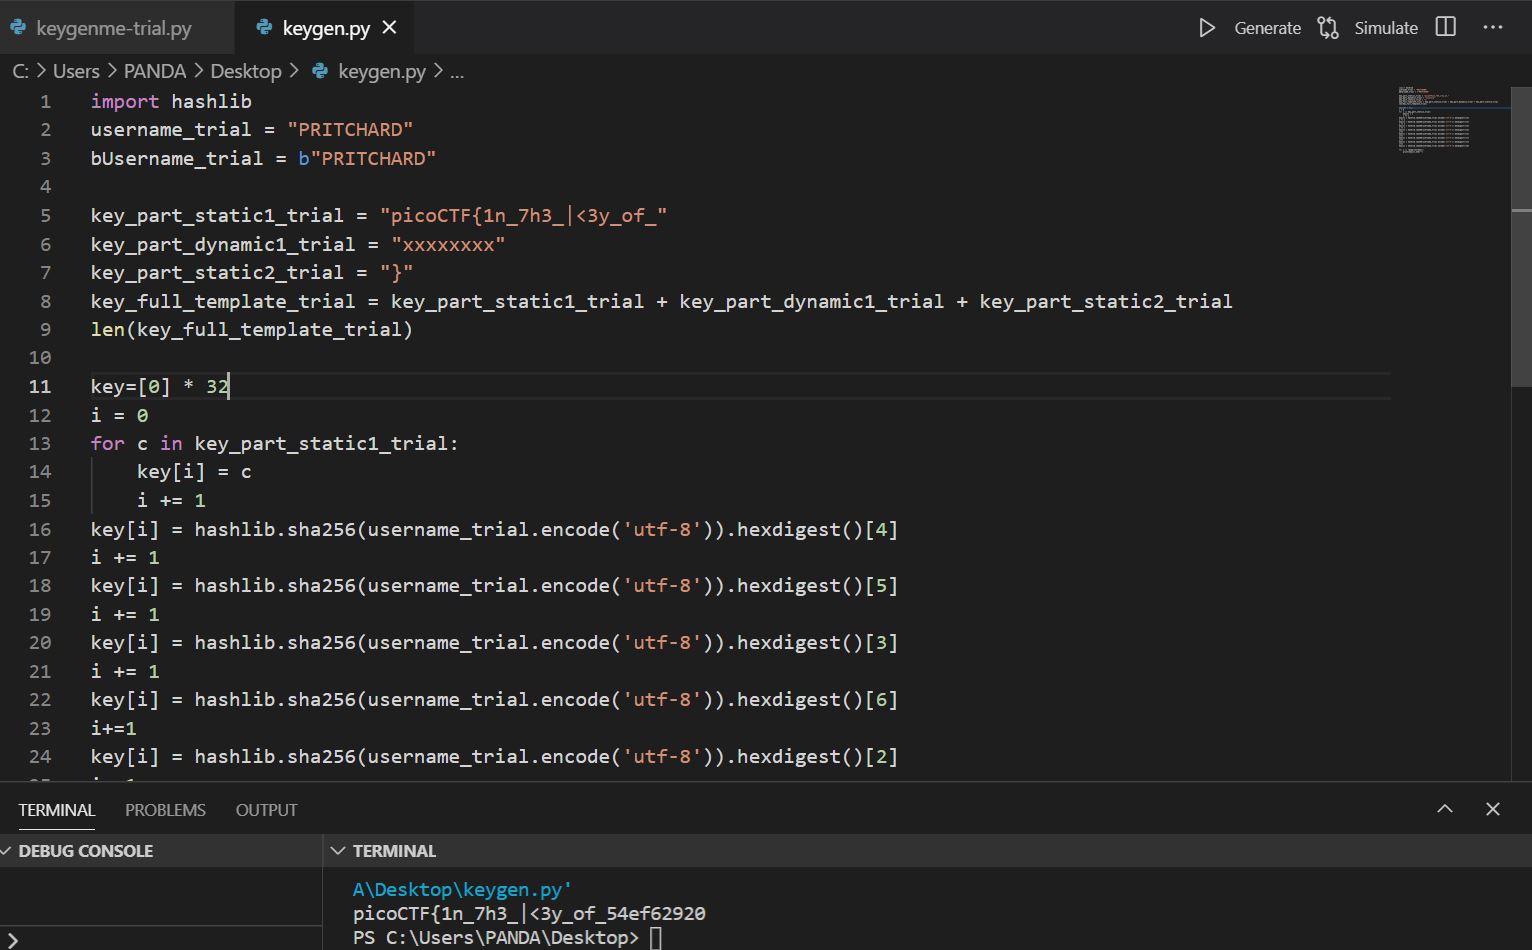 keygenme-trial.py
keygen.py
Generate
Simulate
C: > Users > PANDA > Desktop > keygen.py > ...
1 import hashlib
2 username_trial = "PRITCHARD"
3 bUsername_trial = b"PRITCHARD"
4
5 key_part_static1_trial = "picoCTF{1n_7h3_|<3y_of_"
6 key_part_dynamic1_trial = "xxxxxxxx"
7 key_part_static2_trial = "}"
8 key_full_template_trial = key_part_static1_trial + key_part_dynamic1_trial + key_part_static2_trial
9 len(key_full_template_trial)
10
11 key=[0] * 32
12 i = 0
13 for c in key_part_static1_trial:
14     key[i] = c
15     i += 1
16 key[i] = hashlib.sha256(username_trial.encode('utf-8')).hexdigest()[4]
17 i += 1
18 key[i] = hashlib.sha256(username_trial.encode('utf-8')).hexdigest()[5]
19 i += 1
20 key[i] = hashlib.sha256(username_trial.encode('utf-8')).hexdigest()[3]
21 i += 1
22 key[i] = hashlib.sha256(username_trial.encode('utf-8')).hexdigest()[6]
23 i+=1
24 key[i] = hashlib.sha256(username_trial.encode('utf-8')).hexdigest()[2]
TERMINAL PROBLEMS OUTPUT
DEBUG CONSOLE
TERMINAL
A\Desktop\keygen.py'
picoCTF{1n_7h3_|<3y_of_54ef62920
PS C:\Users\PANDA\Desktop>